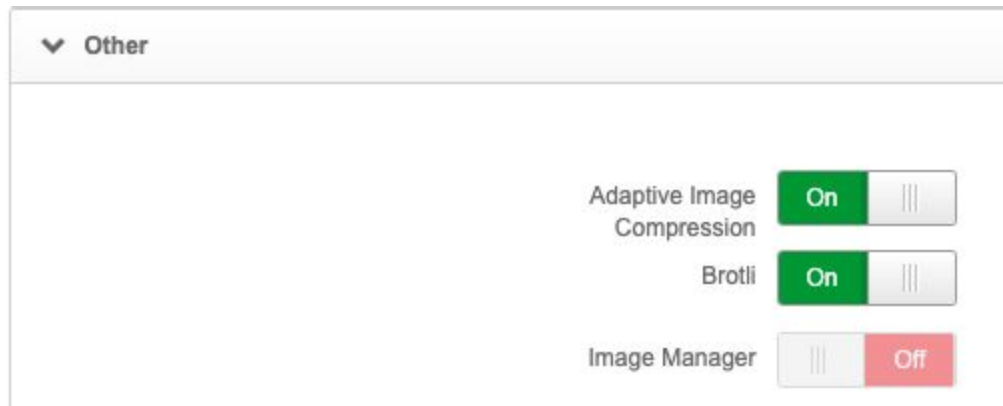 Other
Adaptive Image
Compression
On
Brotli
On
Image Manager
Off